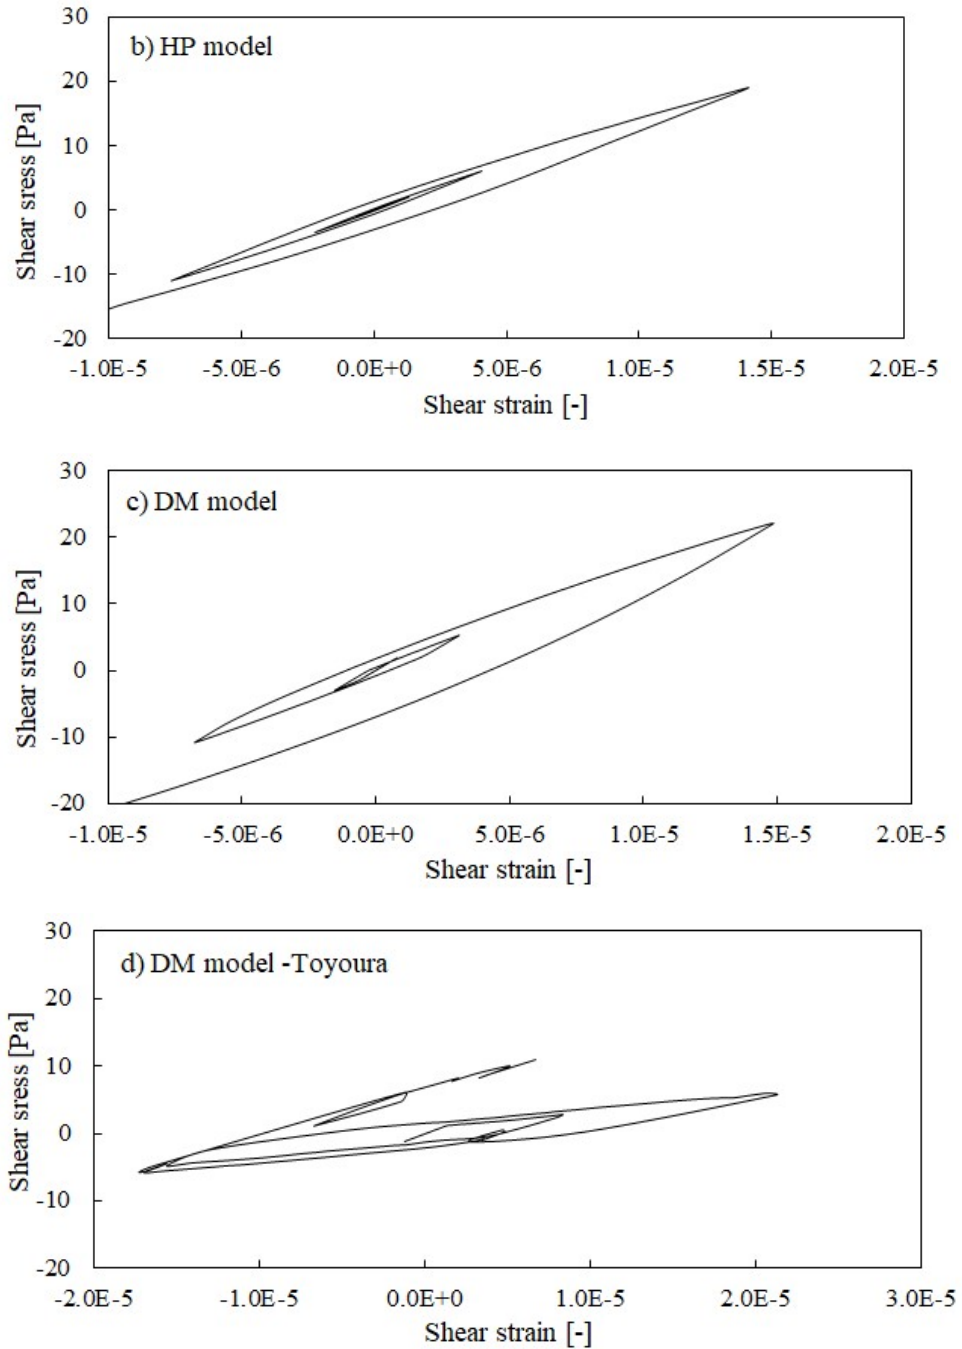 b) HP model
30
20
10
0
-10
-20
Shear sress [Pa]
-1.0E-5 -5.0E-6 0.0E+0 5.0E-6 1.0E-5 1.5E-5 2.0E-5
Shear strain [-]
c) DM model
30
20
10
0
-10
-20
Shear sress [Pa]
-1.0E-5 -5.0E-6 0.0E+0 5.0E-6 1.0E-5 1.5E-5 2.0E-5
Shear strain [-]
d) DM model -Toyoura
30
20
10
0
-10
-20
Shear sress [Pa]
-2.0E-5 -1.0E-5 0.0E+0 1.0E-5 2.0E-5 3.0E-5
Shear strain [-]